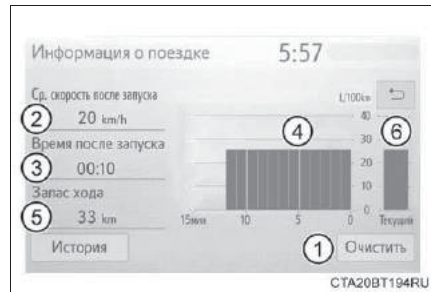 Информация о поездке 5:57
Ср. скорость после запуска
L/100км
2 20 km/h
40
4
6
30
Время после запуска
3 00:10
20
Запас хода
10
5 33 km
0
15мин 10 5 0 Текущий
История
1 Очистить
CTA20BT194RU